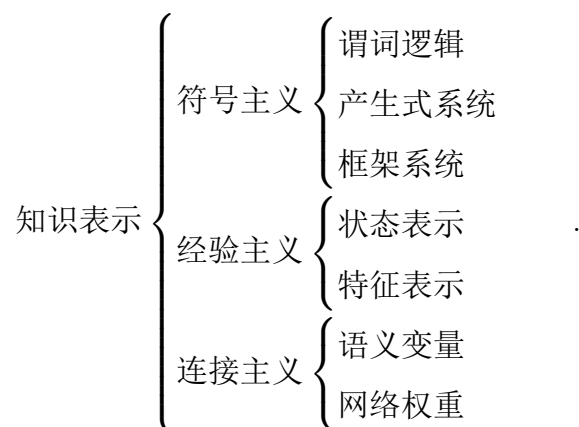 知识表示
符号主义
谓词逻辑
产生式系统
框架系统
经验主义
状态表示
特征表示
.
连接主义
语义变量
网络权重